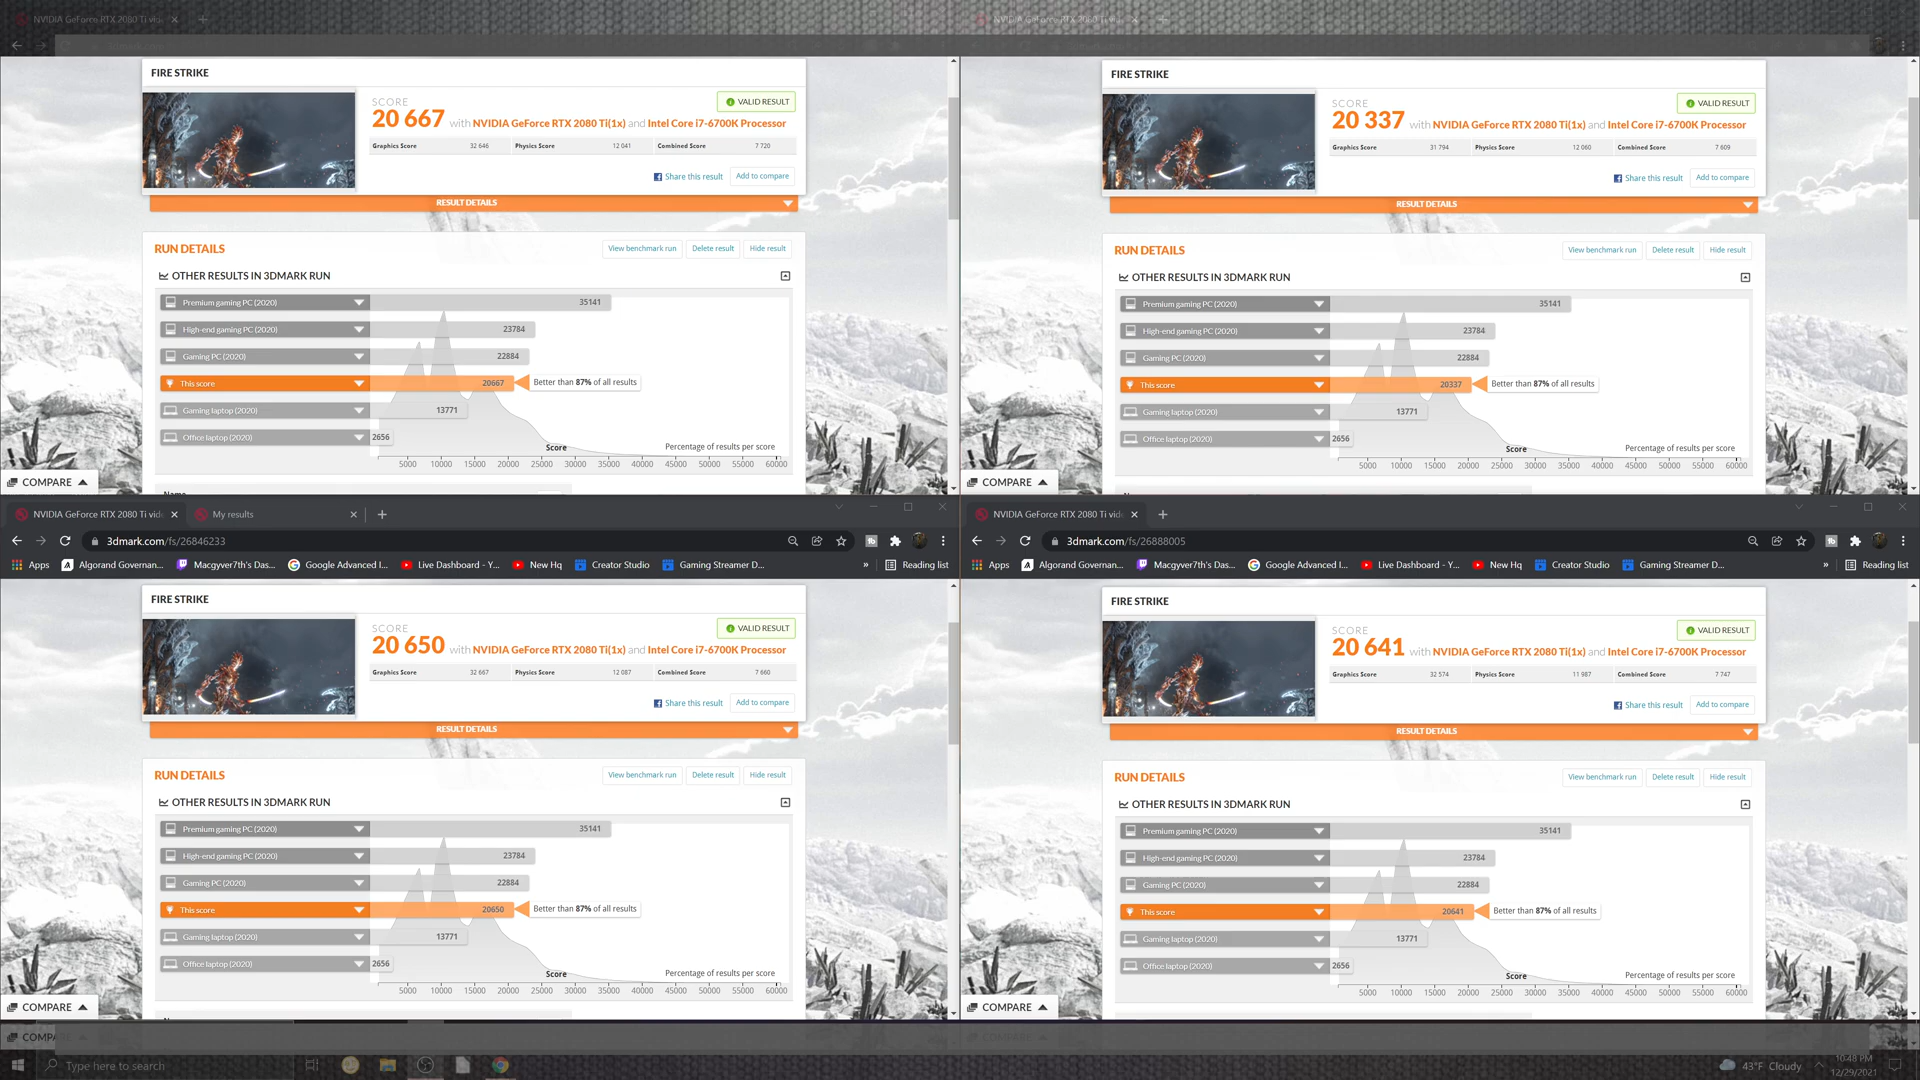 NVIDIA GeForce RTX 2080 Ti vid
NVIDIA GeForce RTX 2080 Ti vid
FIRE STRIKE
SCORE
VALID RESULT
20 667 with NVIDIA GeForce RTX 2080 Ti(1x) and Intel Core i7-6700K Processor
Graphics Score 32 646 Physics Score 12 041 Combined Score 7 720
Share this result Add to compare
RESULT DETAILS
RUN DETAILS View benchmark run Delete result Hide result
OTHER RESULTS IN 3DMARK RUN
Premium gaming PC (2020) 35141
High-end gaming PC (2020) 23784
Gaming PC (2020) 22884
This score 20667 Better than 87% of all results
Gaming laptop (2020) 13771
Office laptop (2020) 2656
Score Percentage of results per score
5000 10000 15000 20000 25000 30000 35000 40000 45000 50000 55000 60000
COMPARE
FIRE STRIKE
SCORE
VALID RESULT
20 337 with NVIDIA GeForce RTX 2080 Ti(1x) and Intel Core i7-6700K Processor
Graphics Score 31 794 Physics Score 12 060 Combined Score 7 609
Share this result Add to compare
RESULT DETAILS
RUN DETAILS View benchmark run Delete result Hide result
OTHER RESULTS IN 3DMARK RUN
Premium gaming PC (2020) 35141
High-end gaming PC (2020) 23784
Gaming PC (2020) 22884
This score 20337 Better than 87% of all results
Gaming laptop (2020) 13771
Office laptop (2020) 2656
Score Percentage of results per score
5000 10000 15000 20000 25000 30000 35000 40000 45000 50000 55000 60000
COMPARE
NVIDIA GeForce RTX 2080 Ti vid My results
3dmark.com/fs/26846233
Apps Algorand Governan... Macgyver7th's Das... Google Advanced I... Live Dashboard - Y... New Hq Creator Studio Gaming Streamer D... » Reading list
FIRE STRIKE
SCORE
VALID RESULT
20 650 with NVIDIA GeForce RTX 2080 Ti(1x) and Intel Core i7-6700K Processor
Graphics Score 32 667 Physics Score 12 087 Combined Score 7 660
Share this result Add to compare
RESULT DETAILS
RUN DETAILS View benchmark run Delete result Hide result
OTHER RESULTS IN 3DMARK RUN
Premium gaming PC (2020) 35141
High-end gaming PC (2020) 23784
Gaming PC (2020) 22884
This score 20650 Better than 87% of all results
Gaming laptop (2020) 13771
Office laptop (2020) 2656
Score Percentage of results per score
5000 10000 15000 20000 25000 30000 35000 40000 45000 50000 55000 60000
COMPARE
NVIDIA GeForce RTX 2080 Ti vid
3dmark.com/fs/26888005
Apps Algorand Governan... Macgyver7th's Das... Google Advanced I... Live Dashboard - Y... New Hq Creator Studio Gaming Streamer D... » Reading list
FIRE STRIKE
SCORE
VALID RESULT
20 641 with NVIDIA GeForce RTX 2080 Ti(1x) and Intel Core i7-6700K Processor
Graphics Score 32 574 Physics Score 11 987 Combined Score 7 747
Share this result Add to compare
RESULT DETAILS
RUN DETAILS View benchmark run Delete result Hide result
OTHER RESULTS IN 3DMARK RUN
Premium gaming PC (2020) 35141
High-end gaming PC (2020) 23784
Gaming PC (2020) 22884
This score 20641 Better than 87% of all results
Gaming laptop (2020) 13771
Office laptop (2020) 2656
Score Percentage of results per score
5000 10000 15000 20000 25000 30000 35000 40000 45000 50000 55000 60000
COMPARE
Type here to search
43°F Cloudy
10:48 PM
12/29/2021